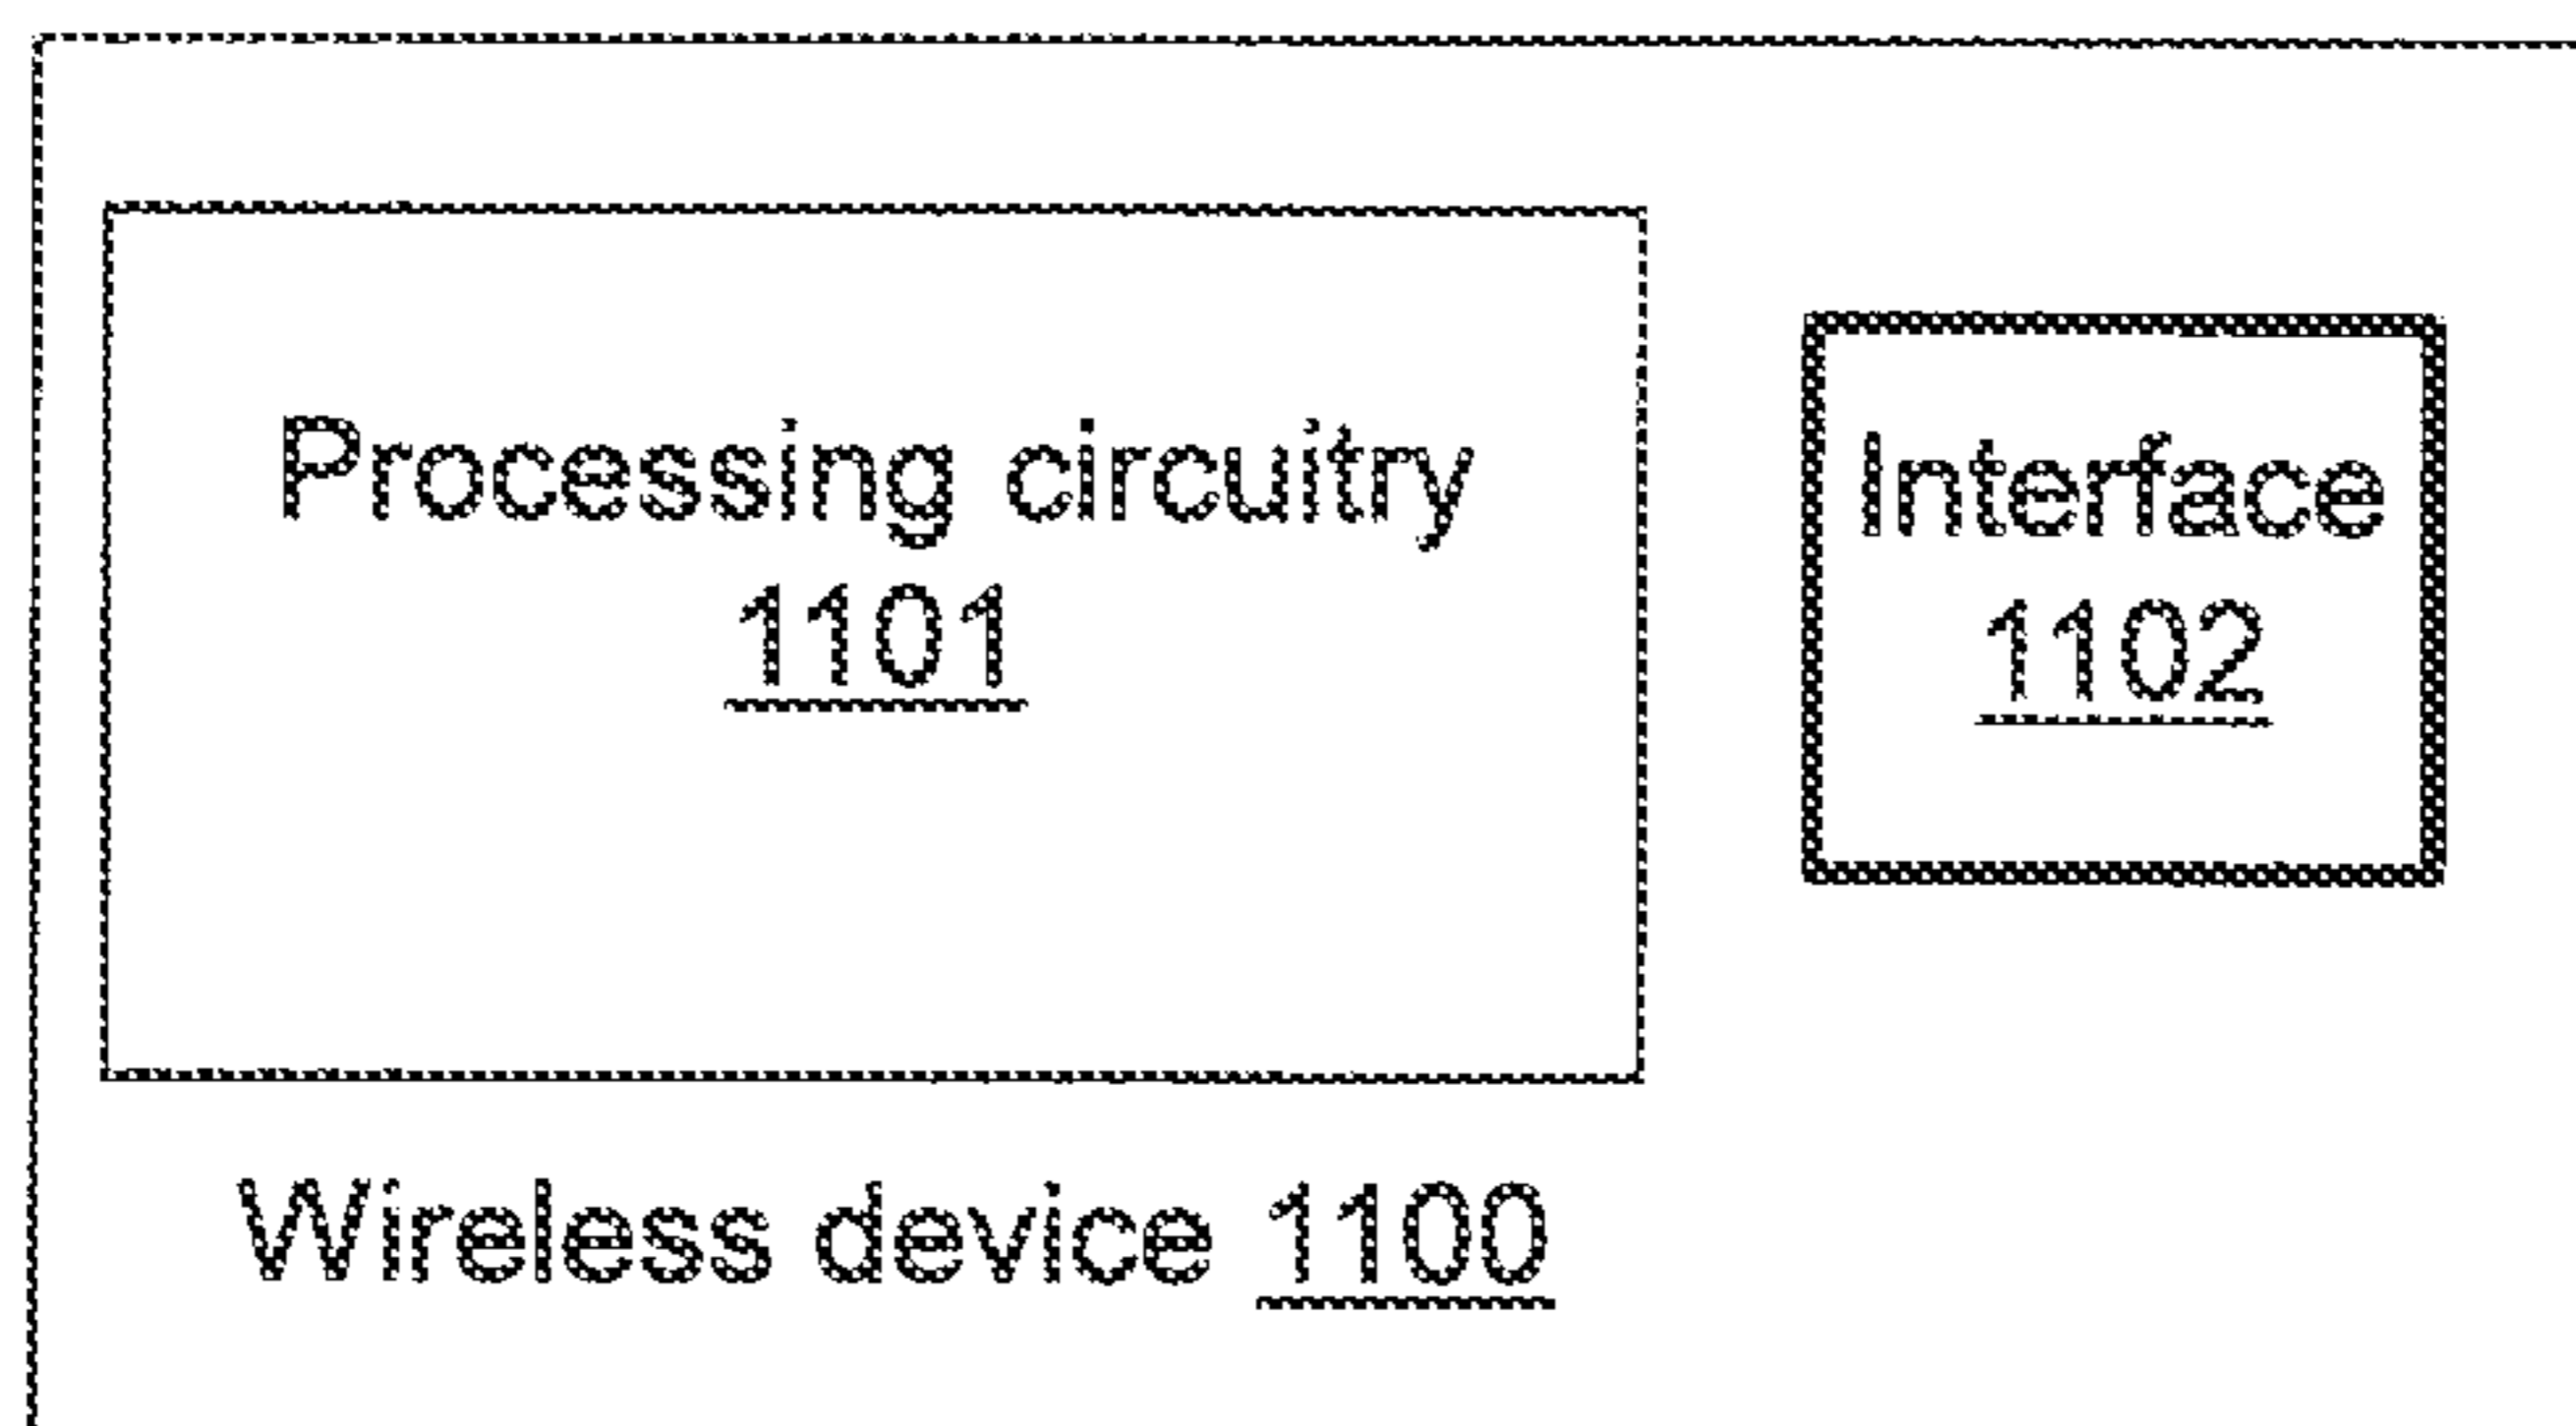 Processing circuitry
1101
Interface
1102
Wireless device 1100